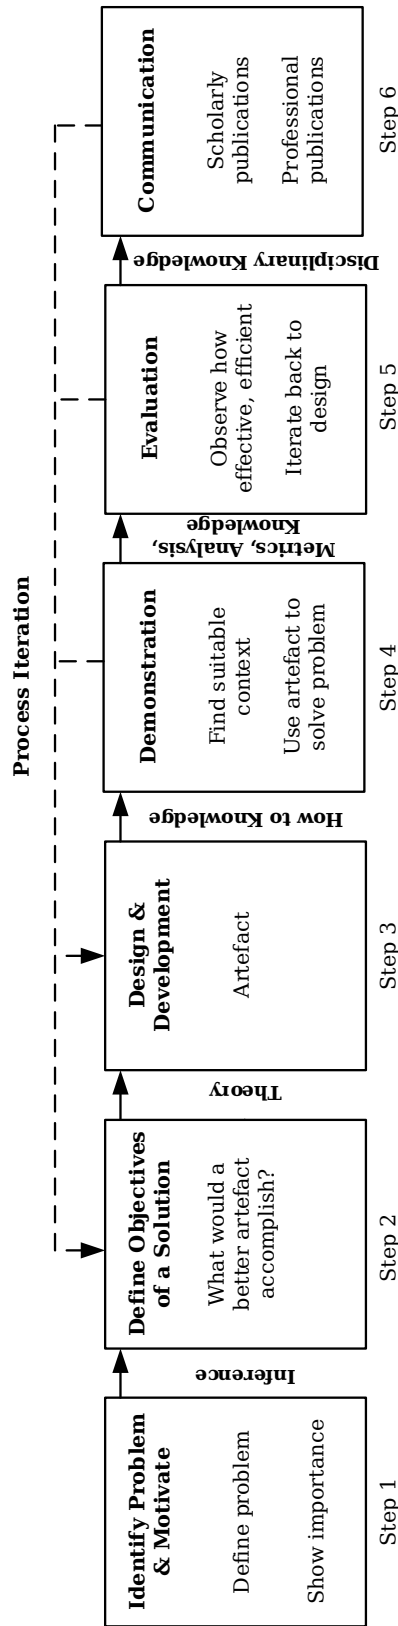 Process Iteration
Identify Problem
& Motivate
Define problem
Show importance
Step 1
Inference
Define Objectives
of a Solution
What would a
better artefact
accomplish?
Step 2
Theory
Design &
Development
Artefact
Step 3
How to Knowledge
Demonstration
Find suitable
context
Use artefact to
solve problem
Step 4
Metrics, Analysis,
Knowledge
Evaluation
Observe how
effective, efficient
Iterate back to
design
Step 5
Disciplinary Knowledge
Communication
Scholarly
publications
Professional
publications
Step 6